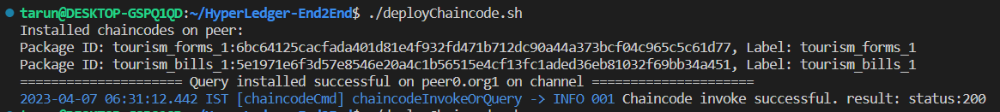 tarun@DESKTOP-GSPQ1QD:~/HyperLedger-End2End$ ./deployChaincode.sh
Installed chaincodes on peer:
Package ID: tourism_forms_1:6bc64125cacfada401d81e4f932fd471b712dc90a44a373bcf04c965c5c61d77, Label: tourism_forms_1
Package ID: tourism_bills_1:5e1971e6f3d57e8546e20a4c1b56515e4cf13fc1aded36eb81032f69bb34a451, Label: tourism_bills_1
===================== Query installed successful on peer0.org1 on channel =====================
2023-04-07 06:31:12.442 IST [chaincodeCmd] chaincodeInvokeOrQuery -> INFO 001 Chaincode invoke successful. result: status:200